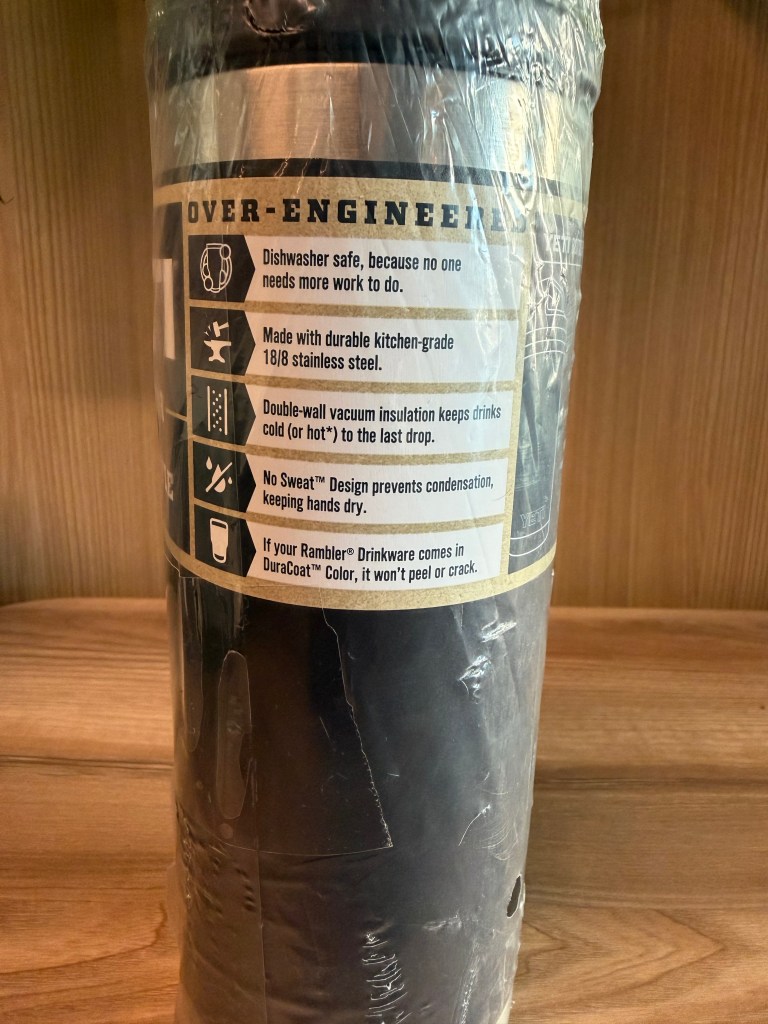 OVER-ENGINEERED
Dishwasher safe, because no one
needs more work to do.
Made with durable kitchen-grade
18/8 stainless steel.
Double-wall vacuum insulation keeps drinks
cold (or hot*) to the last drop.
No Sweat™ Design prevents condensation,
keeping hands dry.
If your Rambler® Drinkware comes in
DuraCoat™ Color, it won't peel or crack.
YETI